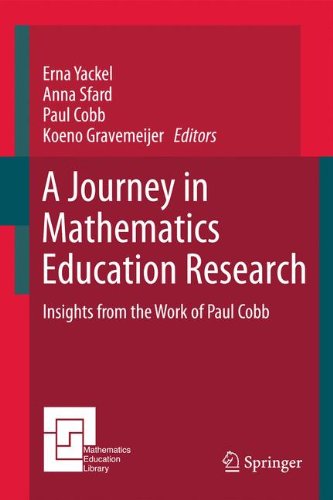 Erna Yackel
Anna Sfard
Paul Cobb
Koeno Gravemeijer Editors
A Journey in
Mathematics
Education Research
Insights from the Work of Paul Cobb
Mathematics
Education
Library
Springer